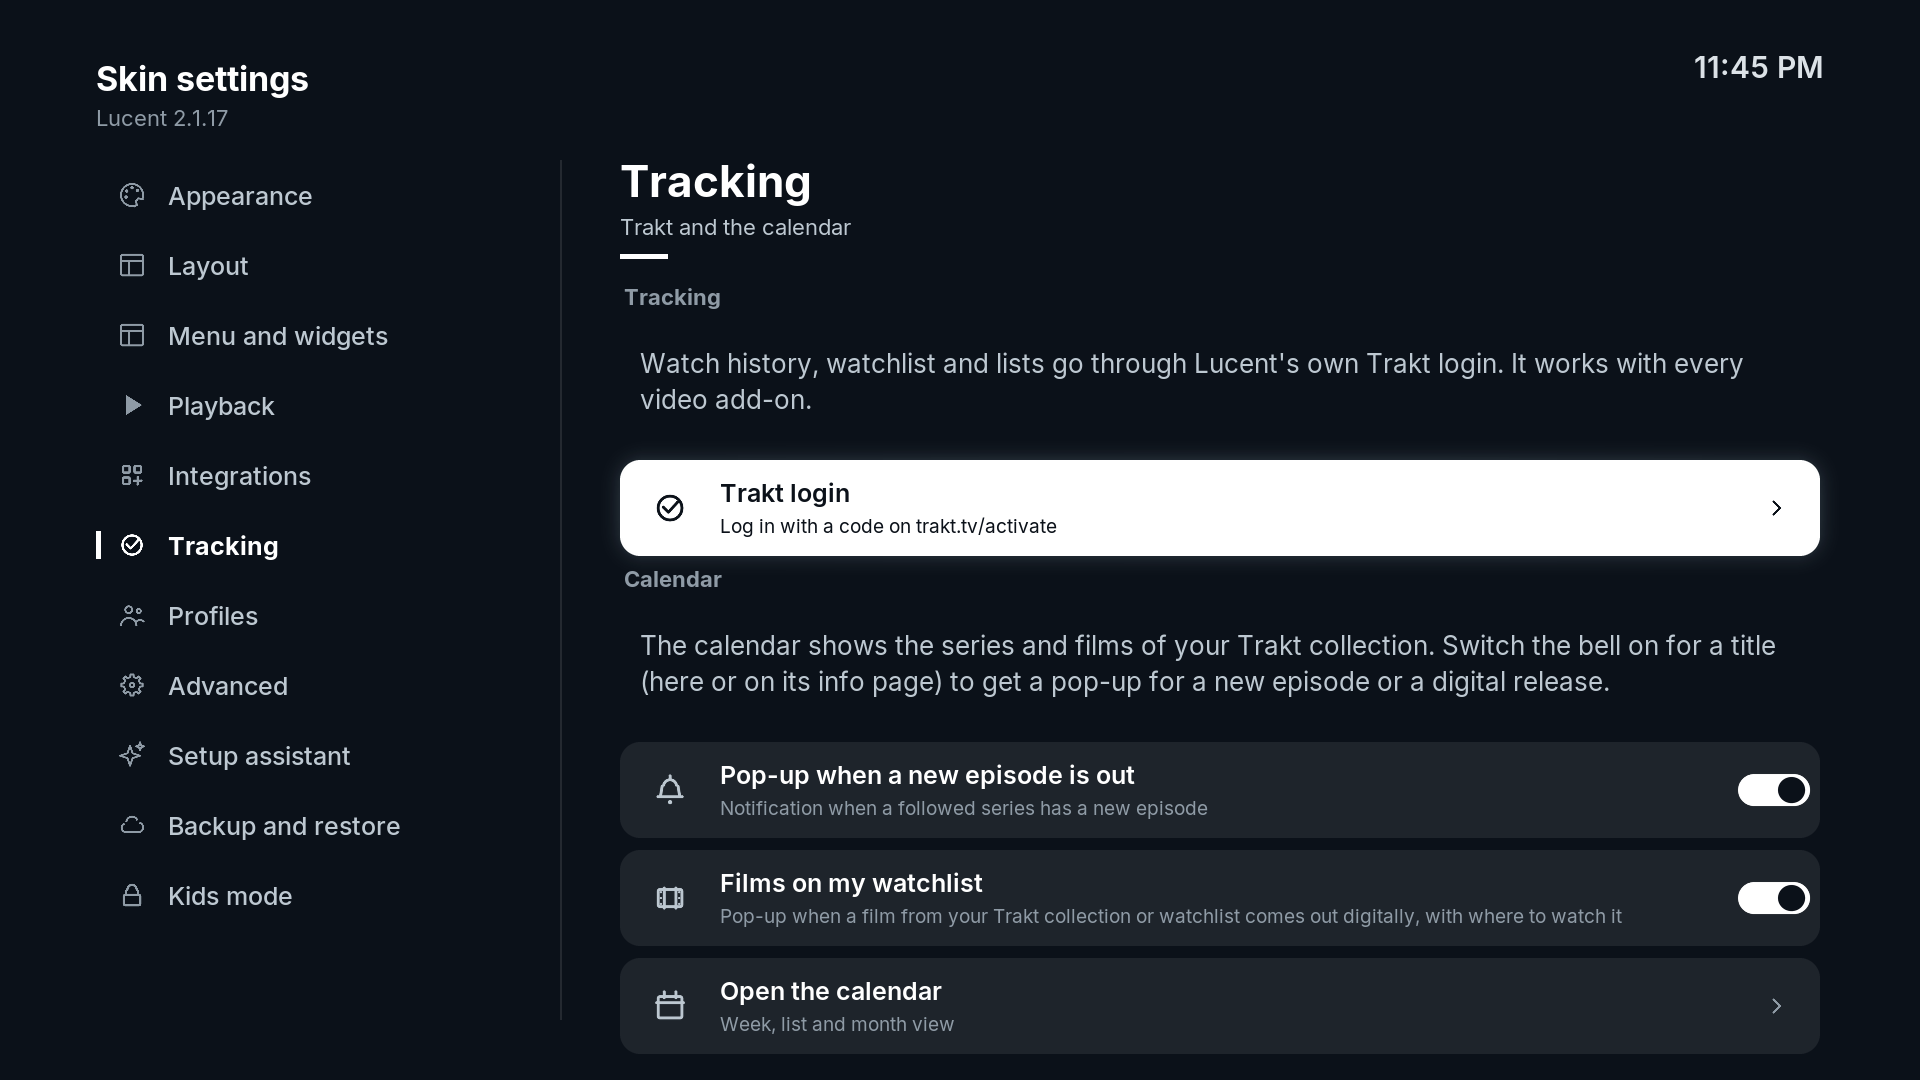 Skin settings
Lucent 2.1.17
11:45 PM
Appearance
Layout
Menu and widgets
Playback
Integrations
Tracking
Profiles
Advanced
Setup assistant
Backup and restore
Kids mode
Tracking
Trakt and the calendar
Tracking
Watch history, watchlist and lists go through Lucent's own Trakt login. It works with every
video add-on.
Trakt login
Log in with a code on trakt.tv/activate
Calendar
The calendar shows the series and films of your Trakt collection. Switch the bell on for a title
(here or on its info page) to get a pop-up for a new episode or a digital release.
Pop-up when a new episode is out
Notification when a followed series has a new episode
Films on my watchlist
Pop-up when a film from your Trakt collection or watchlist comes out digitally, with where to watch it
Open the calendar
Week, list and month view